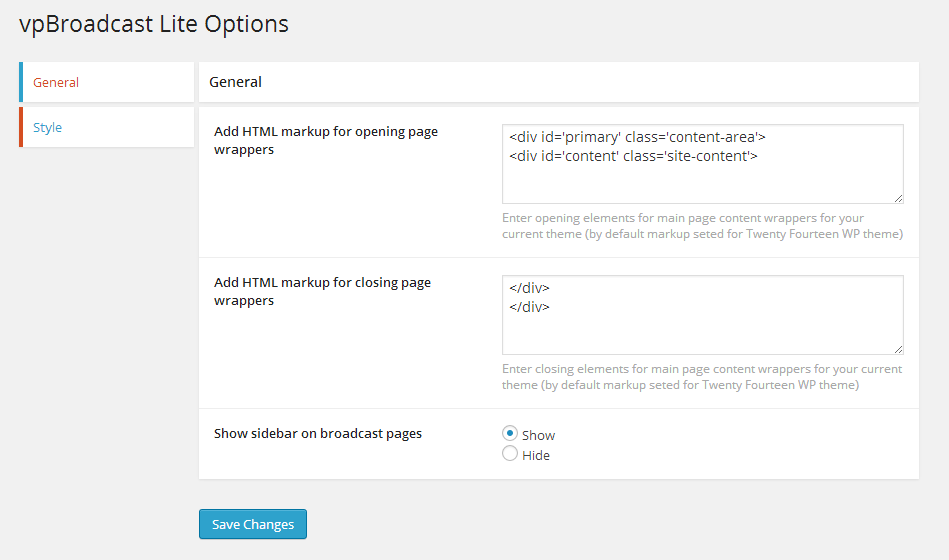 vpBroadcast Lite Options
General
Style
General
Add HTML markup for opening page
wrappers
<div id='primary' class='content-area'>
<div id='content' class='site-content'>
Enter opening elements for main page content wrappers for your
current theme (by default markup seted for Twenty Fourteen WP theme)
Add HTML markup for closing page
wrappers
</div>
</div>
Enter closing elements for main page content wrappers for your current
theme (by default markup seted for Twenty Fourteen WP theme)
Show sidebar on broadcast pages
Show
Hide
Save Changes